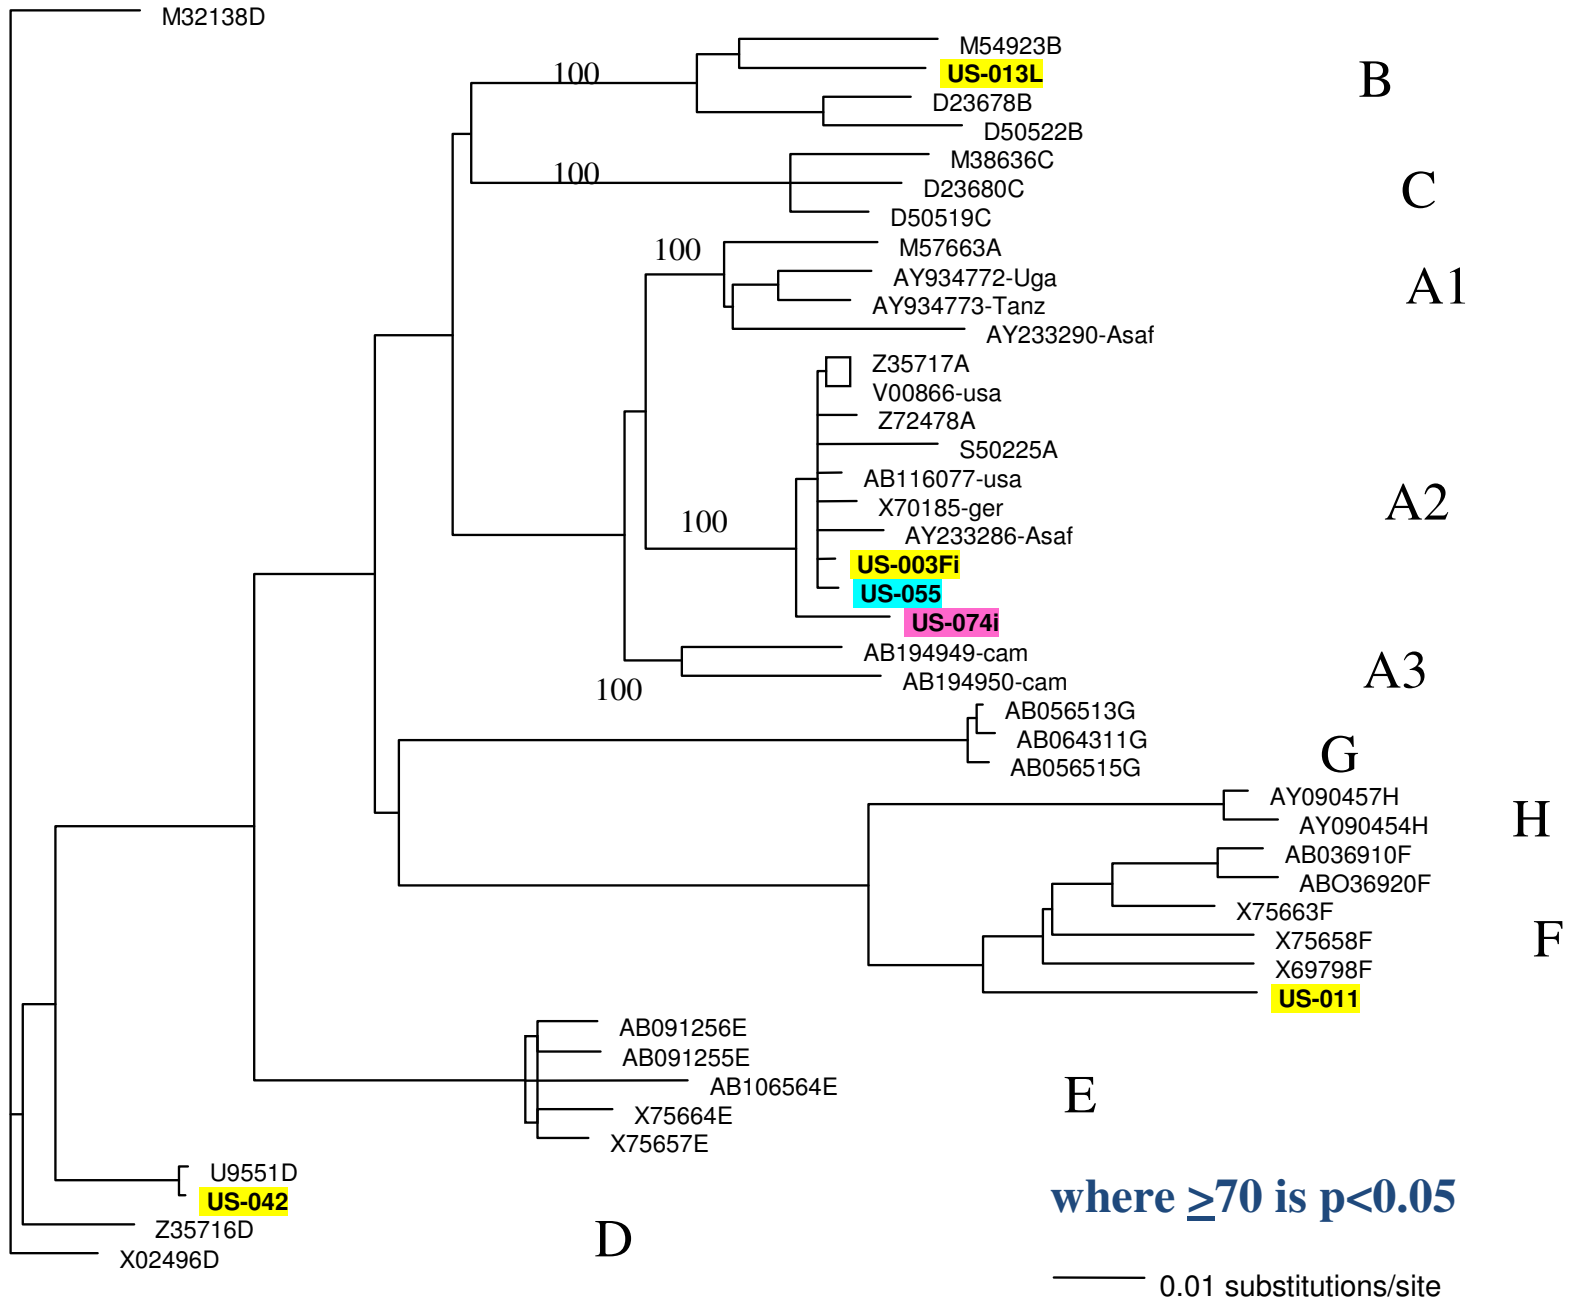 M32138D
M54923B
100
US-013L
B
D23678B
D50522B
M38636C
100
D23680C
C
D50519C
100
M57663A
AY934772-Uga
A1
AY934773-Tanz
AY233290-Asaf
Z35717A
V00866-usa
Z72478A
S50225A
AB116077-usa
X70185-ger
A2
100
AY233286-Asaf
US-003Fi
US-055
US-074i
AB194949-cam
A3
AB194950-cam
100
AB056513G
AB064311G
G
AB056515G
AY090457H
H
AY090454H
AB036910F
ABO36920F
X75663F
F
X75658F
X69798F
US-011
AB091256E
AB091255E
AB106564E
E
X75664E
X75657E
U9551D
US-042
where ≥70 is p<0.05
Z35716D
D
X02496D
0.01 substitutions/site